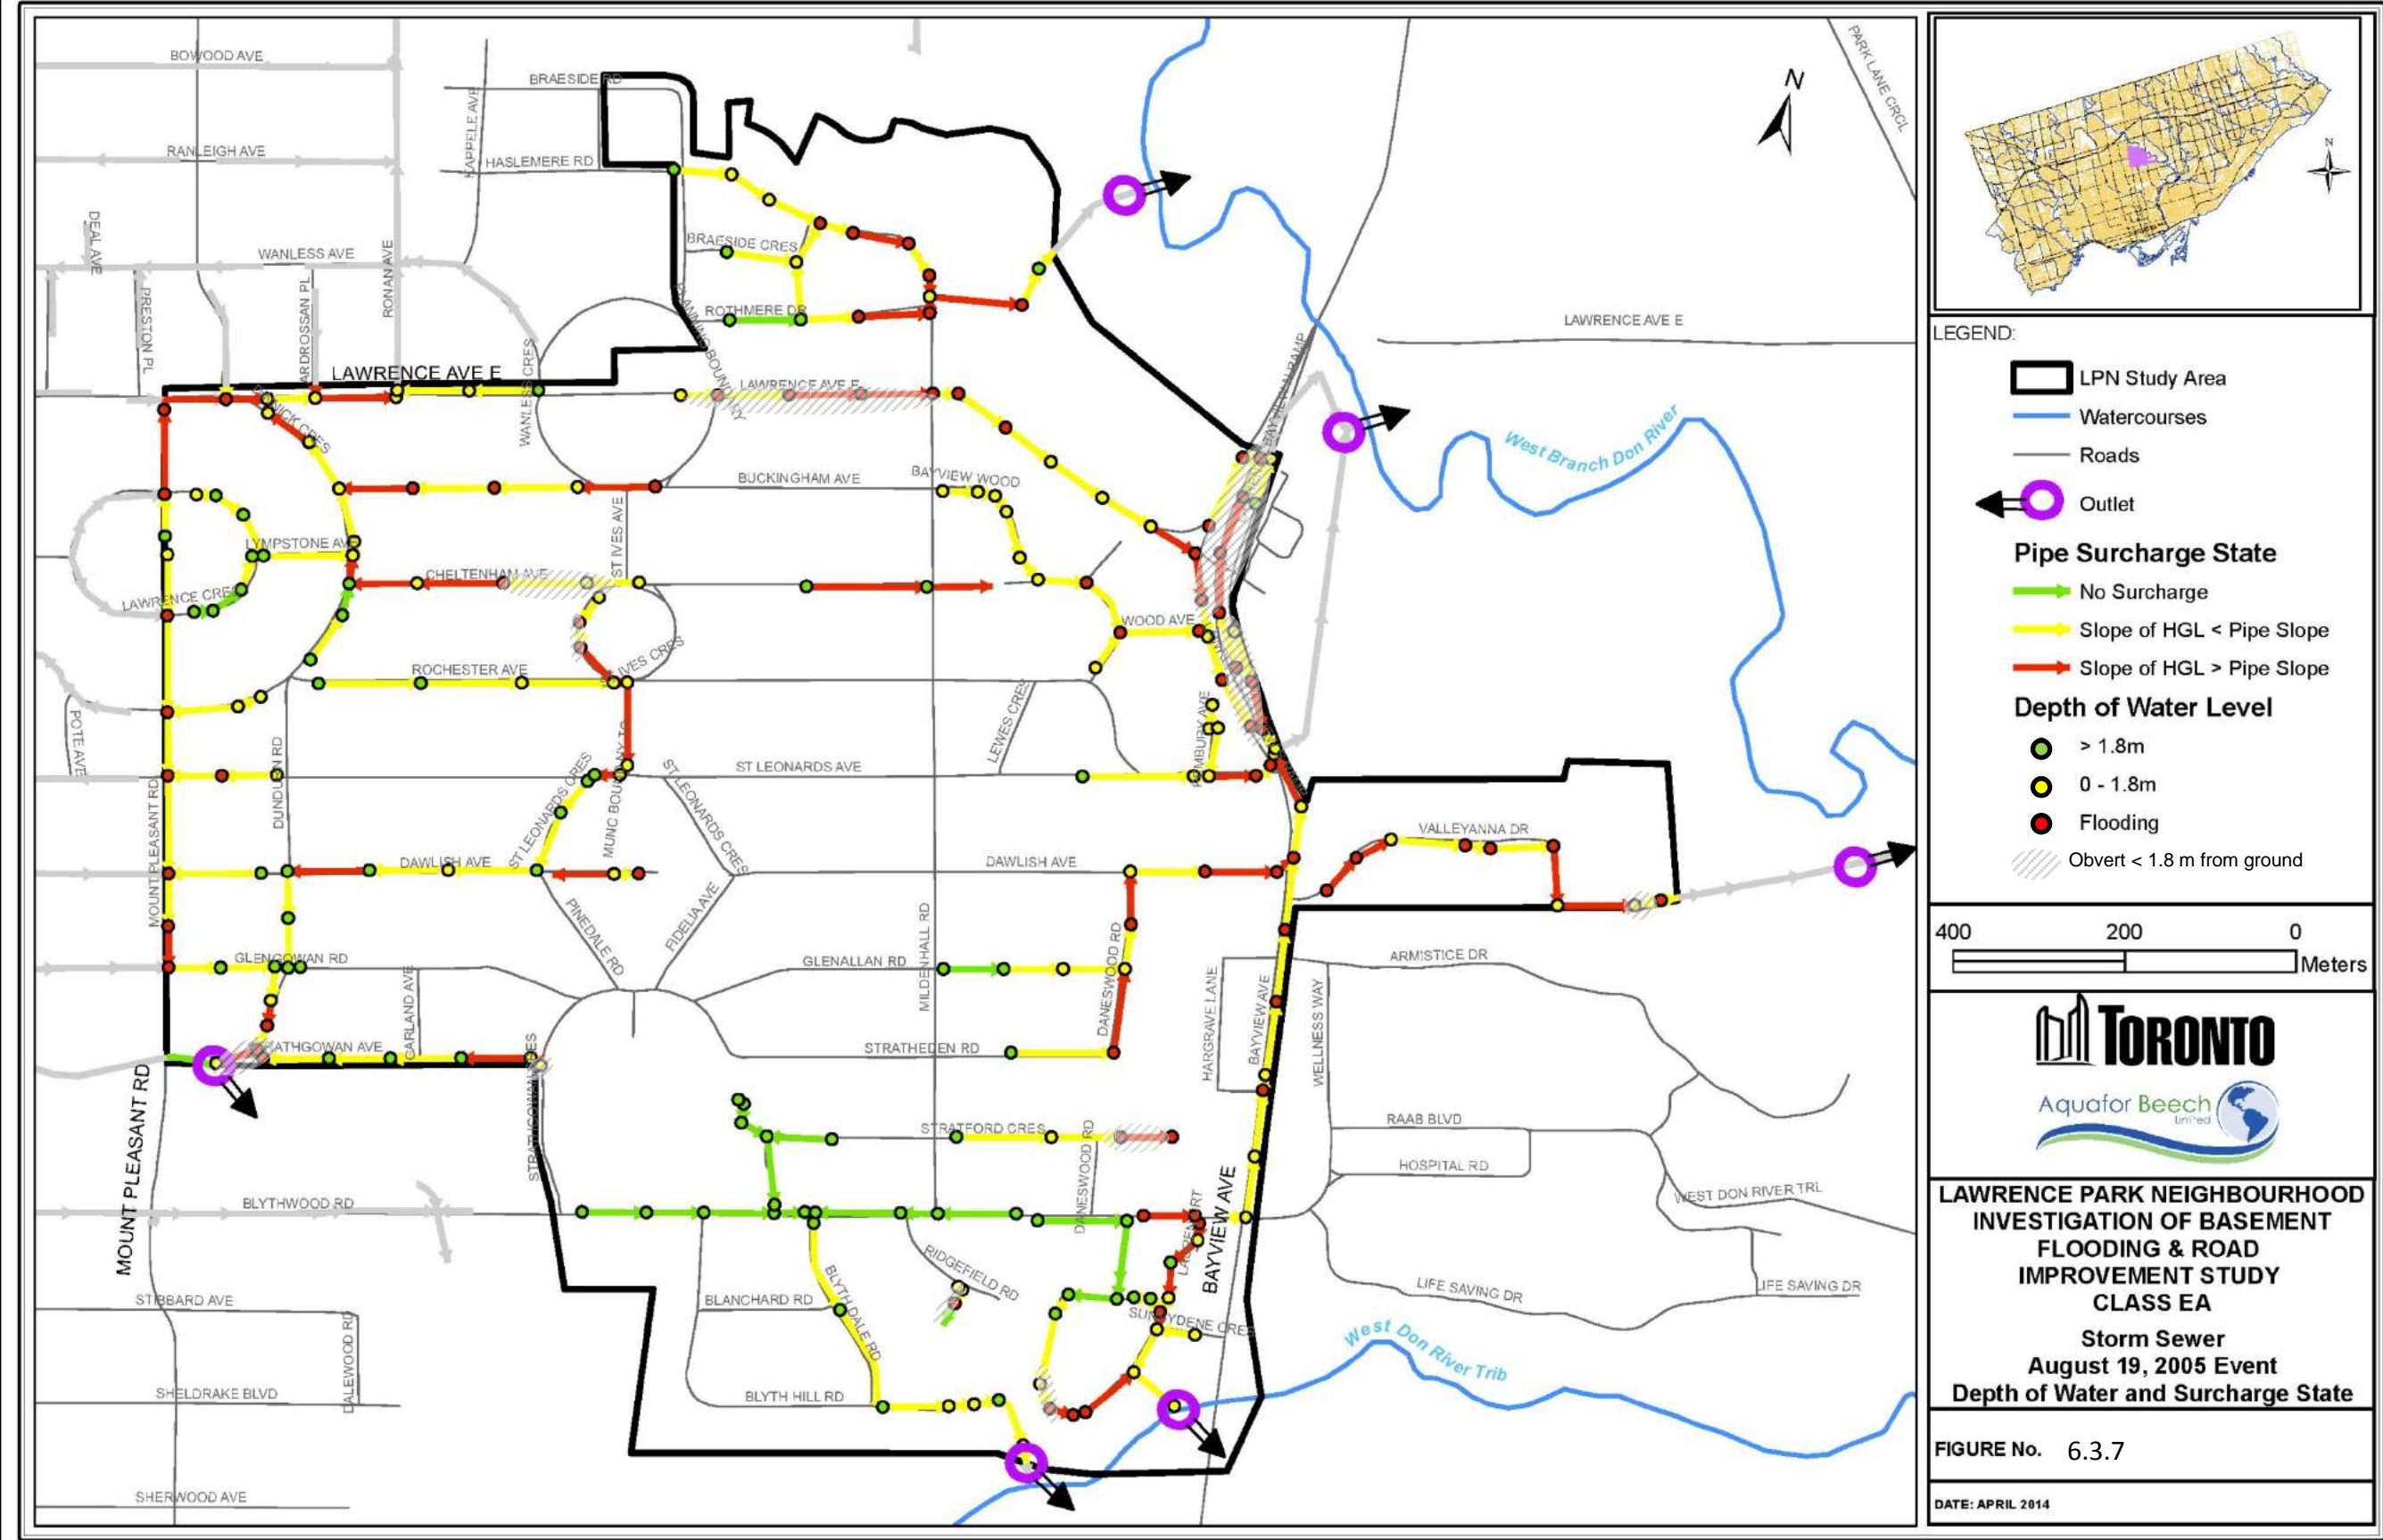 BOWOOD AVE
BRAESIDE RD
KAPPELE AVE
PARK LANE CRCL
N
RANLEIGH AVE
HASLEMERE RD
DEAL AVE
WANLESS AVE
RONAN AVE
BRAESIDE CRES
PRESTON PL
ARDROSSAN PL
ROTHMERE DR
LAWRENCE AVE E
LAWRENCE AVE E
WANLESS CRES
LAWRENCE AVE E
BUCKINGHAM AVE
BAYVIEW WOOD
West Branch Don River
ST IVES AVE
LYMPSTONE AVE
CHELTENHAM AVE
LAWRENCE CRES
WOOD AVE
ROCHESTER AVE
ST IVES CRES
LEWES CRES
POTE AVE
DUNDURN RD
ST LEONARDS AVE
ST LEONARDS CRES
ST LEONARDS CRES
MOUNT PLEASANT RD
DAWLISH AVE
DAWLISH AVE
VALLEYANNA DR
PINEDALE RD
FIDELIA AVE
GLENGOWAN RD
GLENALLAN RD
MILDENHALL RD
DANESWOOD RD
ARMISTICE DR
HARGRAVE LANE
BAYVIEW AVE
WELLNESS WAY
GARLAND AVE
STRATHEDEN RD
MOUNT PLEASANT RD
STRATHGOWAN CRES
STRATFORD CRES
DANESWOOD RD
RAAB BLVD
HOSPITAL RD
BLYTHWOOD RD
BAYVIEW AVE
WEST DON RIVER TRL
RIDGEFIELD RD
BLYTH DALE RD
BLANCHARD RD
SUNNYDENE CRES
LIFE SAVING DR
LIFE SAVING DR
STIBBARD AVE
DALEWOOD RD
West Don River Trib
SHELDRAKE BLVD
BLYTH HILL RD
SHERWOOD AVE
N
LEGEND:
LPN Study Area
Watercourses
Roads
Outlet
Pipe Surcharge State
No Surcharge
Slope of HGL < Pipe Slope
Slope of HGL > Pipe Slope
Depth of Water Level
> 1.8m
0 - 1.8m
Flooding
Obvert < 1.8 m from ground
400 200 0
Meters
TORONTO
Aquafor Beech
Limited
LAWRENCE PARK NEIGHBOURHOOD
INVESTIGATION OF BASEMENT
FLOODING & ROAD
IMPROVEMENT STUDY
CLASS EA
Storm Sewer
August 19, 2005 Event
Depth of Water and Surcharge State
FIGURE No. 6.3.7
DATE: APRIL 2014